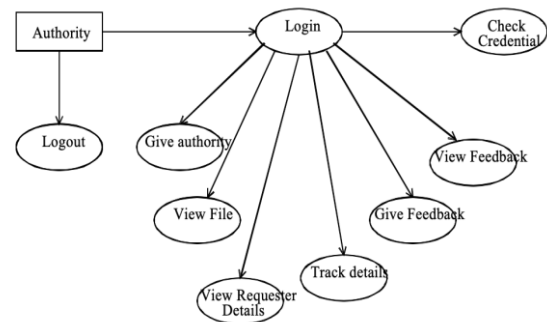 Authority
Login
Check
Credential
Logout
Give authority
View Feedback
View File
Give Feedback
View Requester
Details
Track details